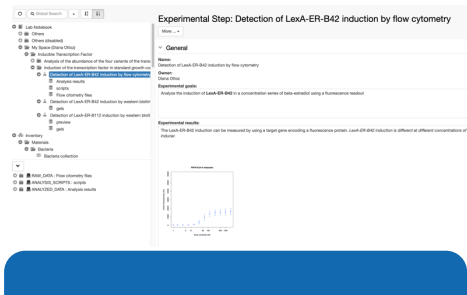 Global Search
Lab Notebook
Others
Others (disabled)
My Space (Diana Ottoz)
Inducible Transcription Factor
Analysis of the abundance of the four variants of the trans
Induction of the transcription factor in standard growth co
Detection of LexA-ER-B42 induction by flow cytometry
Analysis results
scripts
Flow citometry files
Detection of LexA-ER-B42 induction by western blottin
gels
Detection of LexA-ER-B112 induction by western blotti
preview
gels
Inventory
Materials
Bacteria
Bacteria collection
RAW_DATA : Flow citometry files
ANALYSIS_SCRIPTS : scripts
ANALYZED_DATA : Analysis results
Experimental Step: Detection of LexA-ER-B42 induction by flow cytometry
More ...
General
Name:
Detection of LexA-ER-B42 induction by flow cytometry
Owner:
Diana Ottoz
Experimental goals:
Analyse the induction of LexA-ER-B42 in a concentration series of beta-estradiol using a fluorescence readout
Experimental results:
The LexA-ER-B42 induction can be measured by using a target gene encoding a fluorescence protein. LexA-ER-B42 induction is different at different concentrations of
inducer.